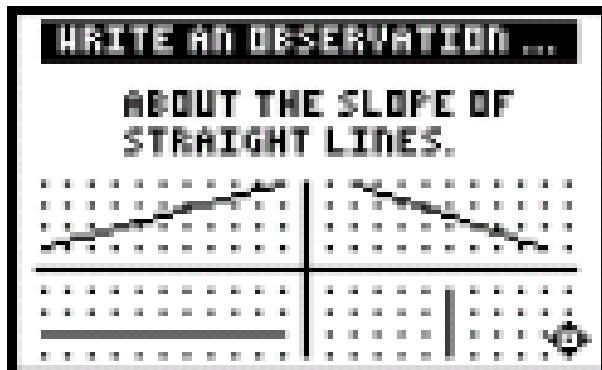 WRITE AN OBSERVATION ...
ABOUT THE SLOPE OF
STRAIGHT LINES.